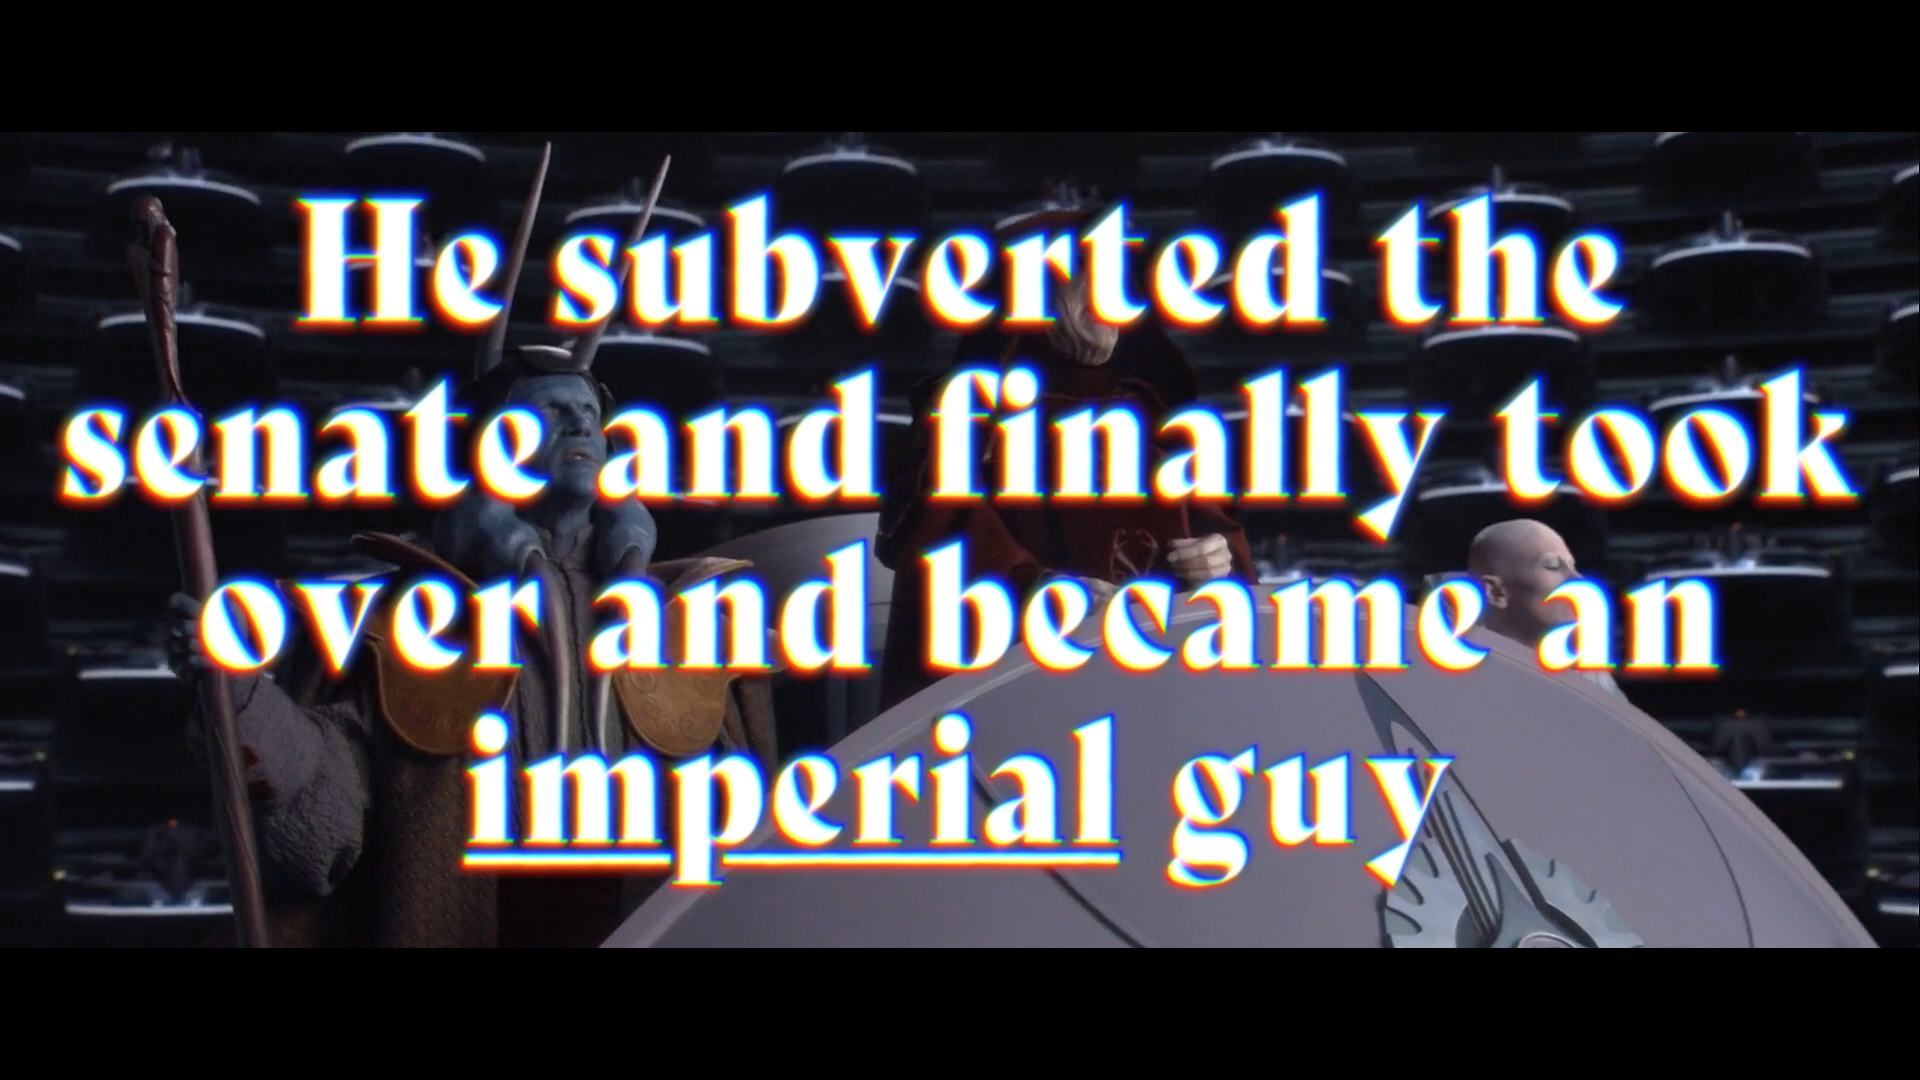 He subverted the
senate and finally took
over and became an
imperial guy